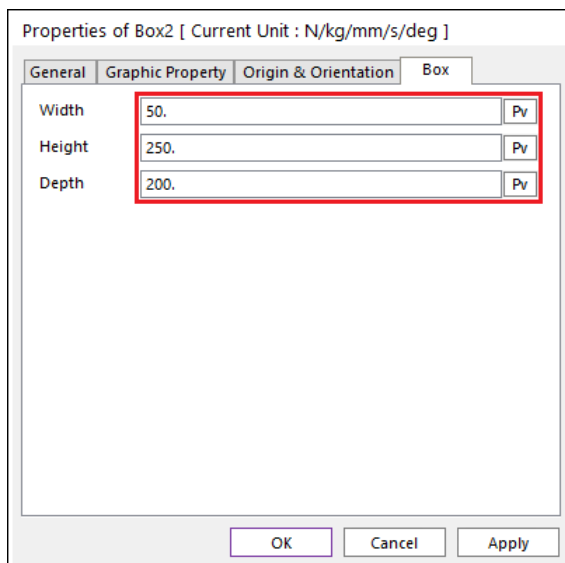 Properties of Box2 [ Current Unit : N/kg/mm/s/deg ]
General Graphic Property Origin & Orientation Box
Width 50. Pv
Height 250. Pv
Depth 200. Pv
OK Cancel Apply